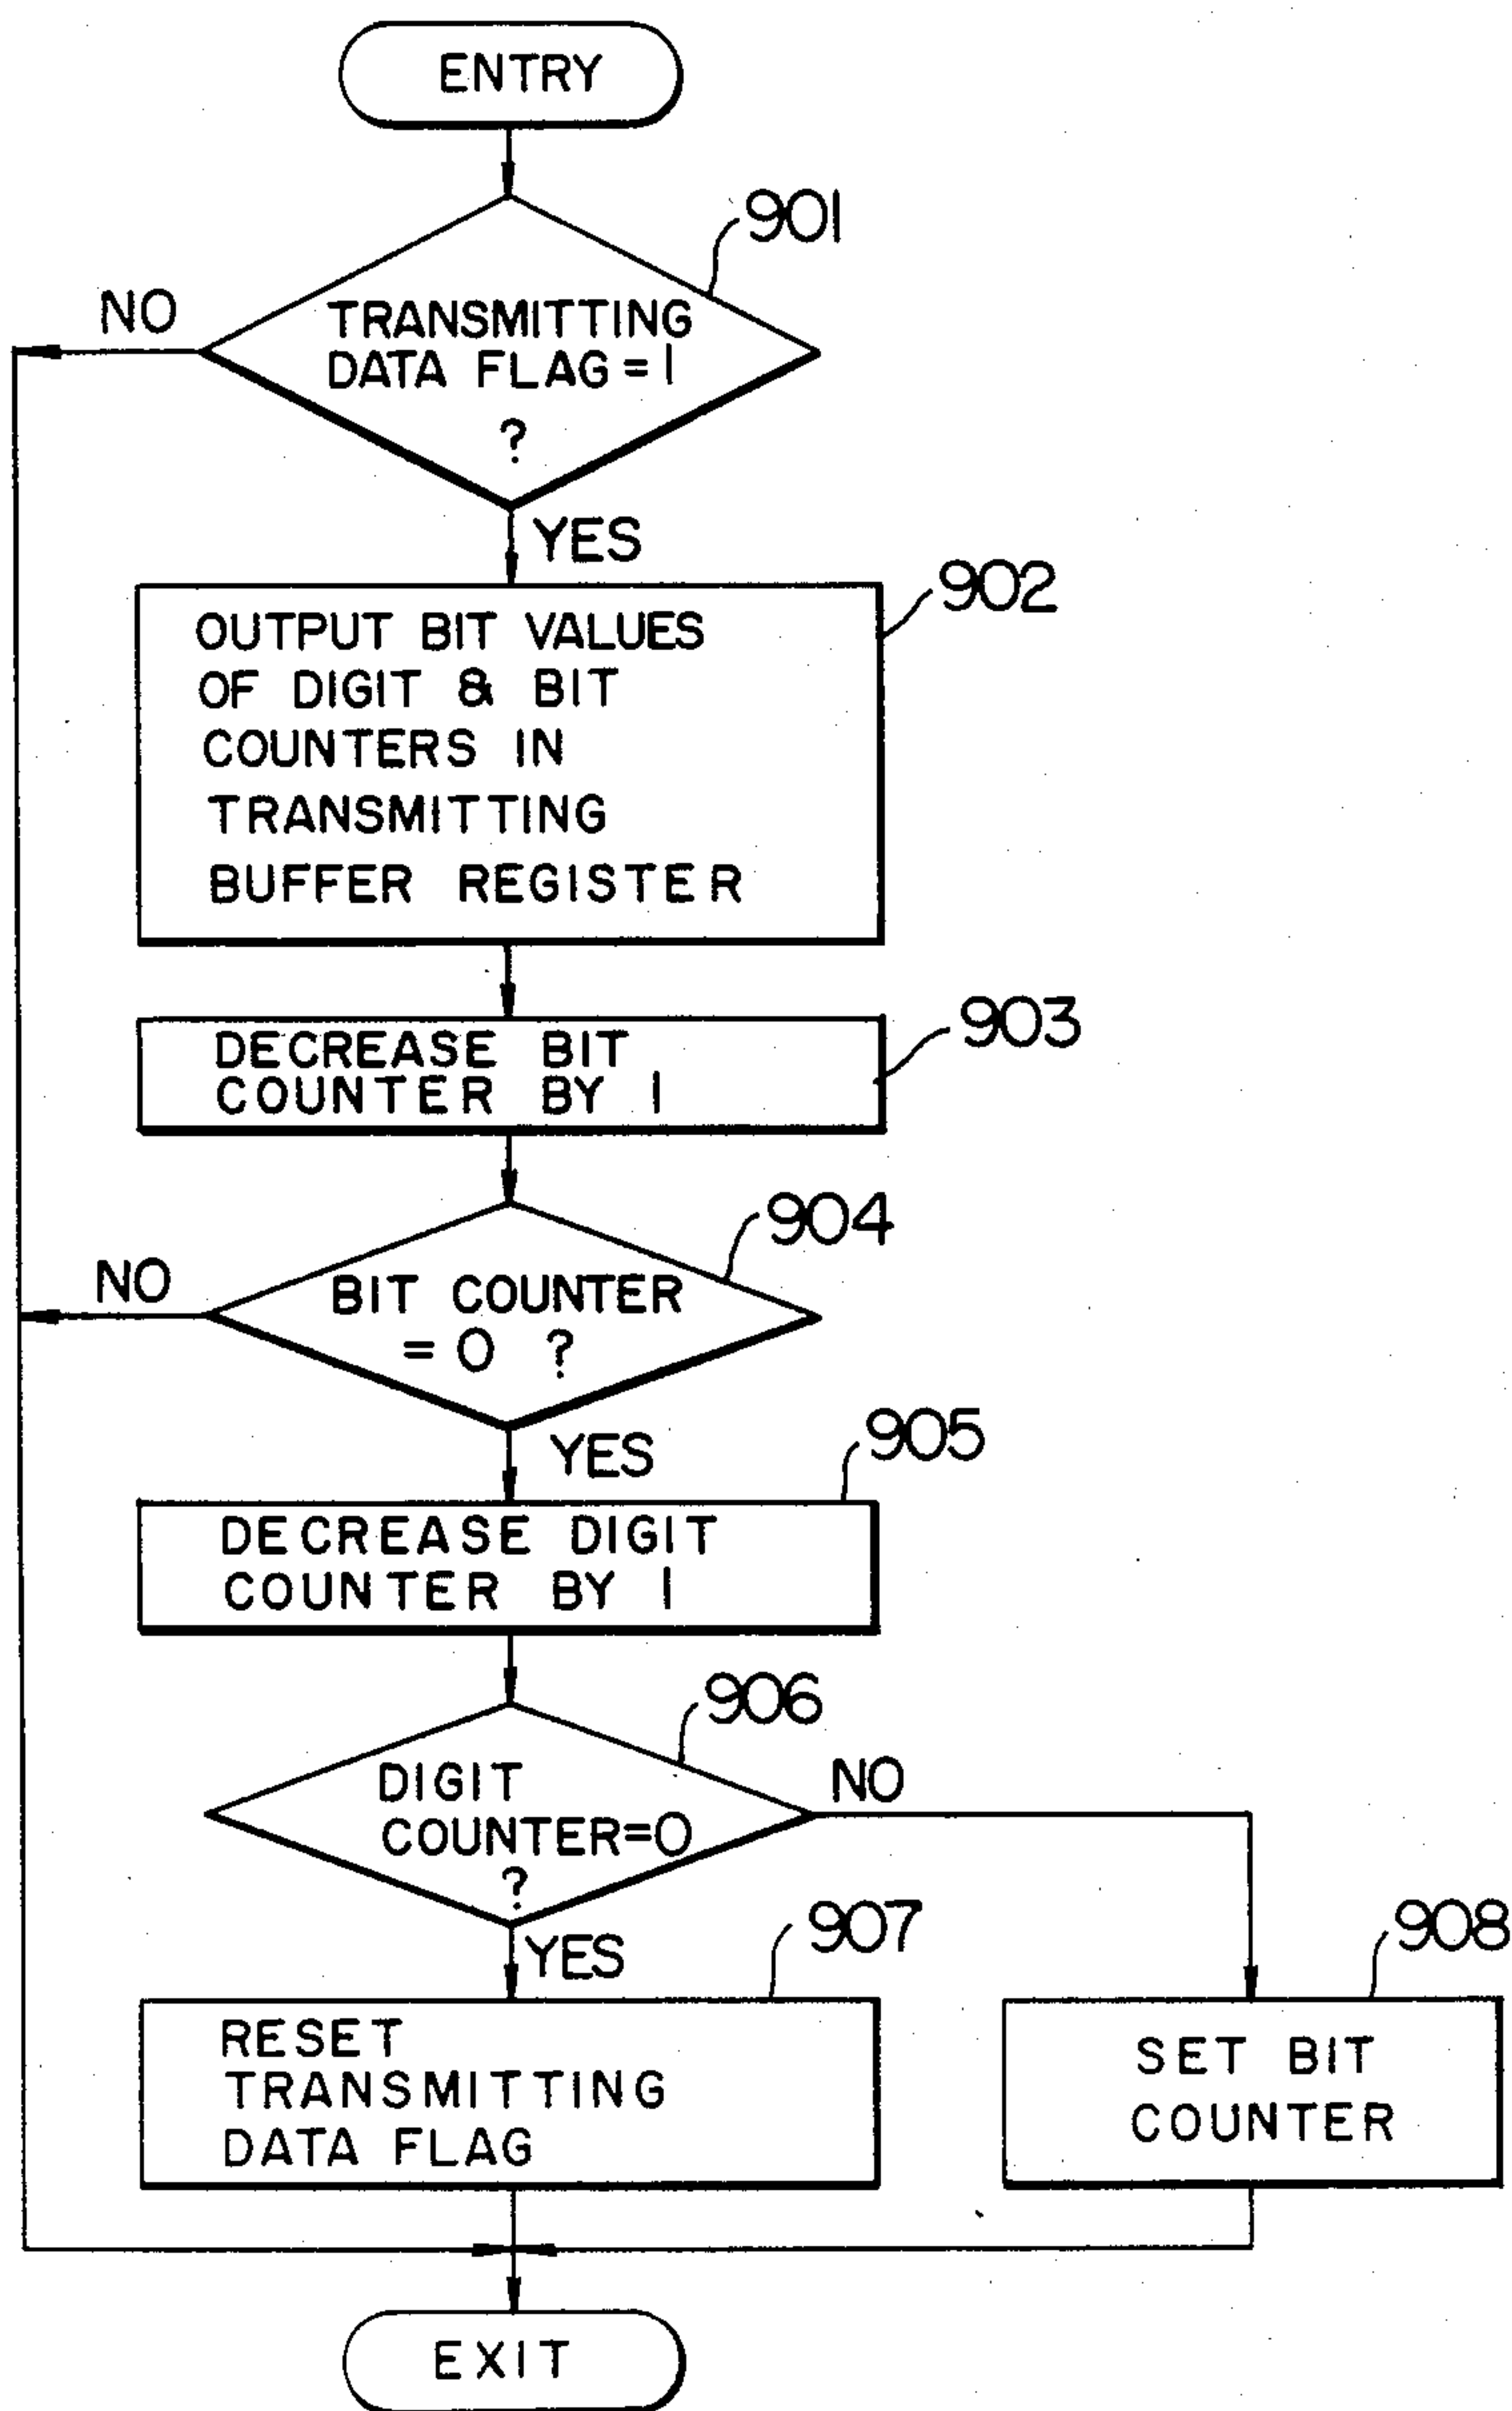 ENTRY
901
NO
TRANSMITTING
DATA FLAG = 1
?
YES
902
OUTPUT BIT VALUES
OF DIGIT & BIT
COUNTERS IN
TRANSMITTING
BUFFER REGISTER
903
DECREASE BIT
COUNTER BY 1
904
NO
BIT COUNTER
= 0 ?
YES
905
DECREASE DIGIT
COUNTER BY 1
906
DIGIT
COUNTER=0
?
NO
YES
907
RESET
TRANSMITTING
DATA FLAG
908
SET BIT
COUNTER
EXIT